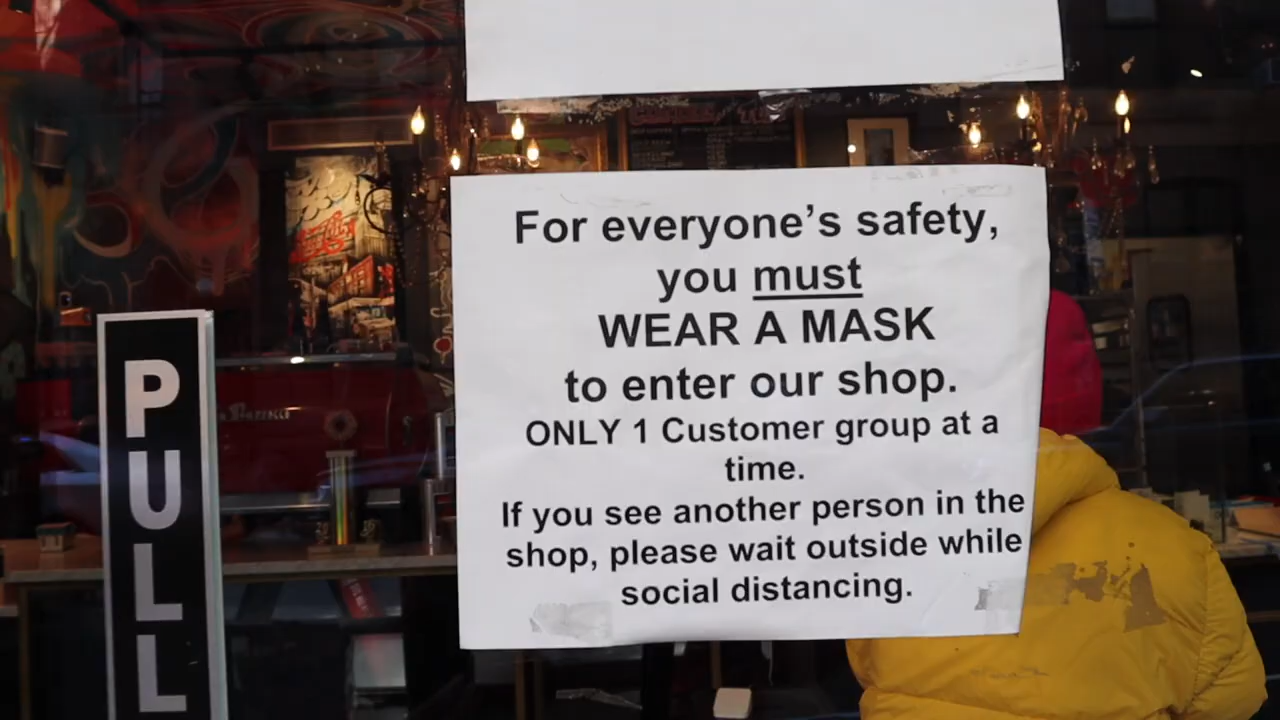 For everyone's safety,
you must
WEAR A MASK
to enter our shop.
ONLY 1 Customer group at a
time.
If you see another person in the
shop, please wait outside while
social distancing.
PULL